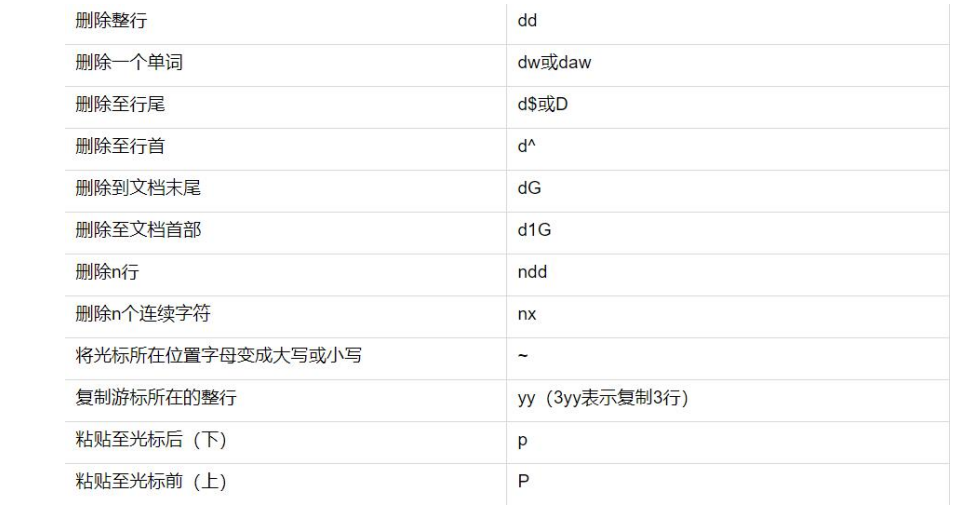 删除整行 dd
删除一个单词 dw或daw
删除至行尾 d$或D
删除至行首 d^
删除到文档末尾 dG
删除至文档首部 d1G
删除n行 ndd
删除n个连续字符 nx
将光标所在位置字母变成大写或小写 ~
复制游标所在的整行 yy（3yy表示复制3行）
粘贴至光标后（下） p
粘贴至光标前（上） P